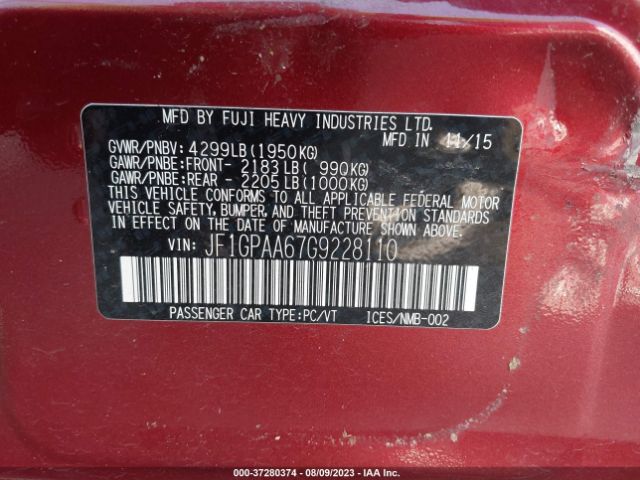 MFD BY FUJI HEAVY INDUSTRIES LTD.
MFD IN 11/15
GVWR/PNBV: 4299LB(1950KG)
GAWR/PNBE:FRONT- 2183LB( 990KG)
GAWR/PNBE:REAR - 2205LB(1000KG)
THIS VEHICLE CONFORMS TO ALL APPLICABLE FEDERAL MOTOR
VEHICLE SAFETY, BUMPER, AND THEFT PREVENTION STANDARDS
IN EFFECT ON THE DATE OF MANUFACTURE SHOWN ABOVE.
VIN: JF1GPAA67G9228110
PASSENGER CAR TYPE:PC/VT ICES/NMB-002
000-37280374 | 08/09/2023 | IAA Inc.